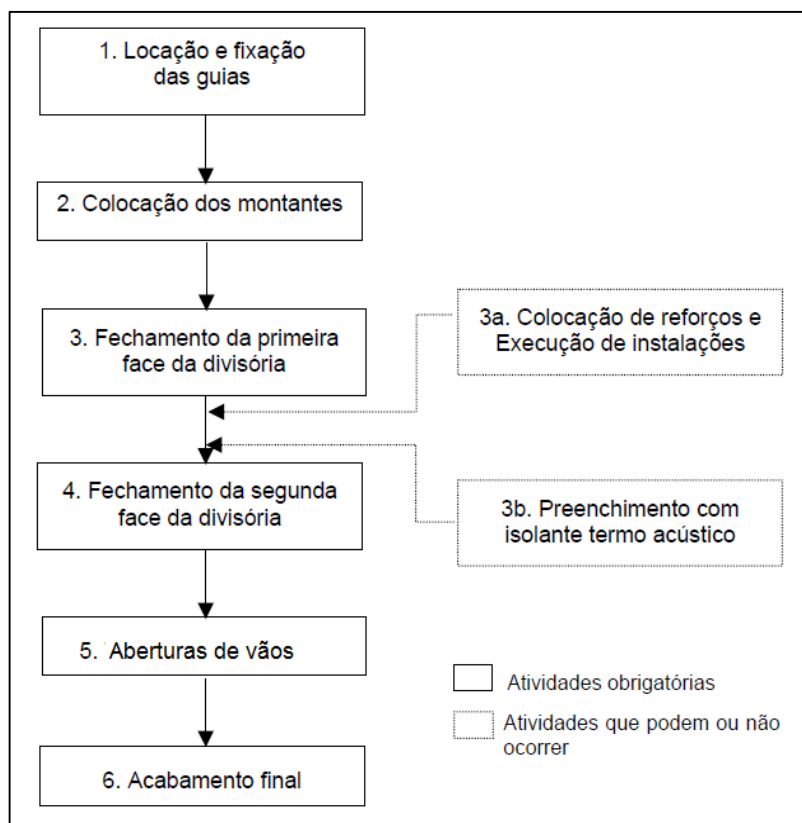 1. Locação e fixação
das guias
2. Colocação dos montantes
3. Fechamento da primeira
face da divisória
3a. Colocação de reforços e
Execução de instalações
4. Fechamento da segunda
face da divisória
3b. Preenchimento com
isolante termo acústico
5. Aberturas de vãos
6. Acabamento final
Atividades obrigatórias
Atividades que podem ou não
ocorrer